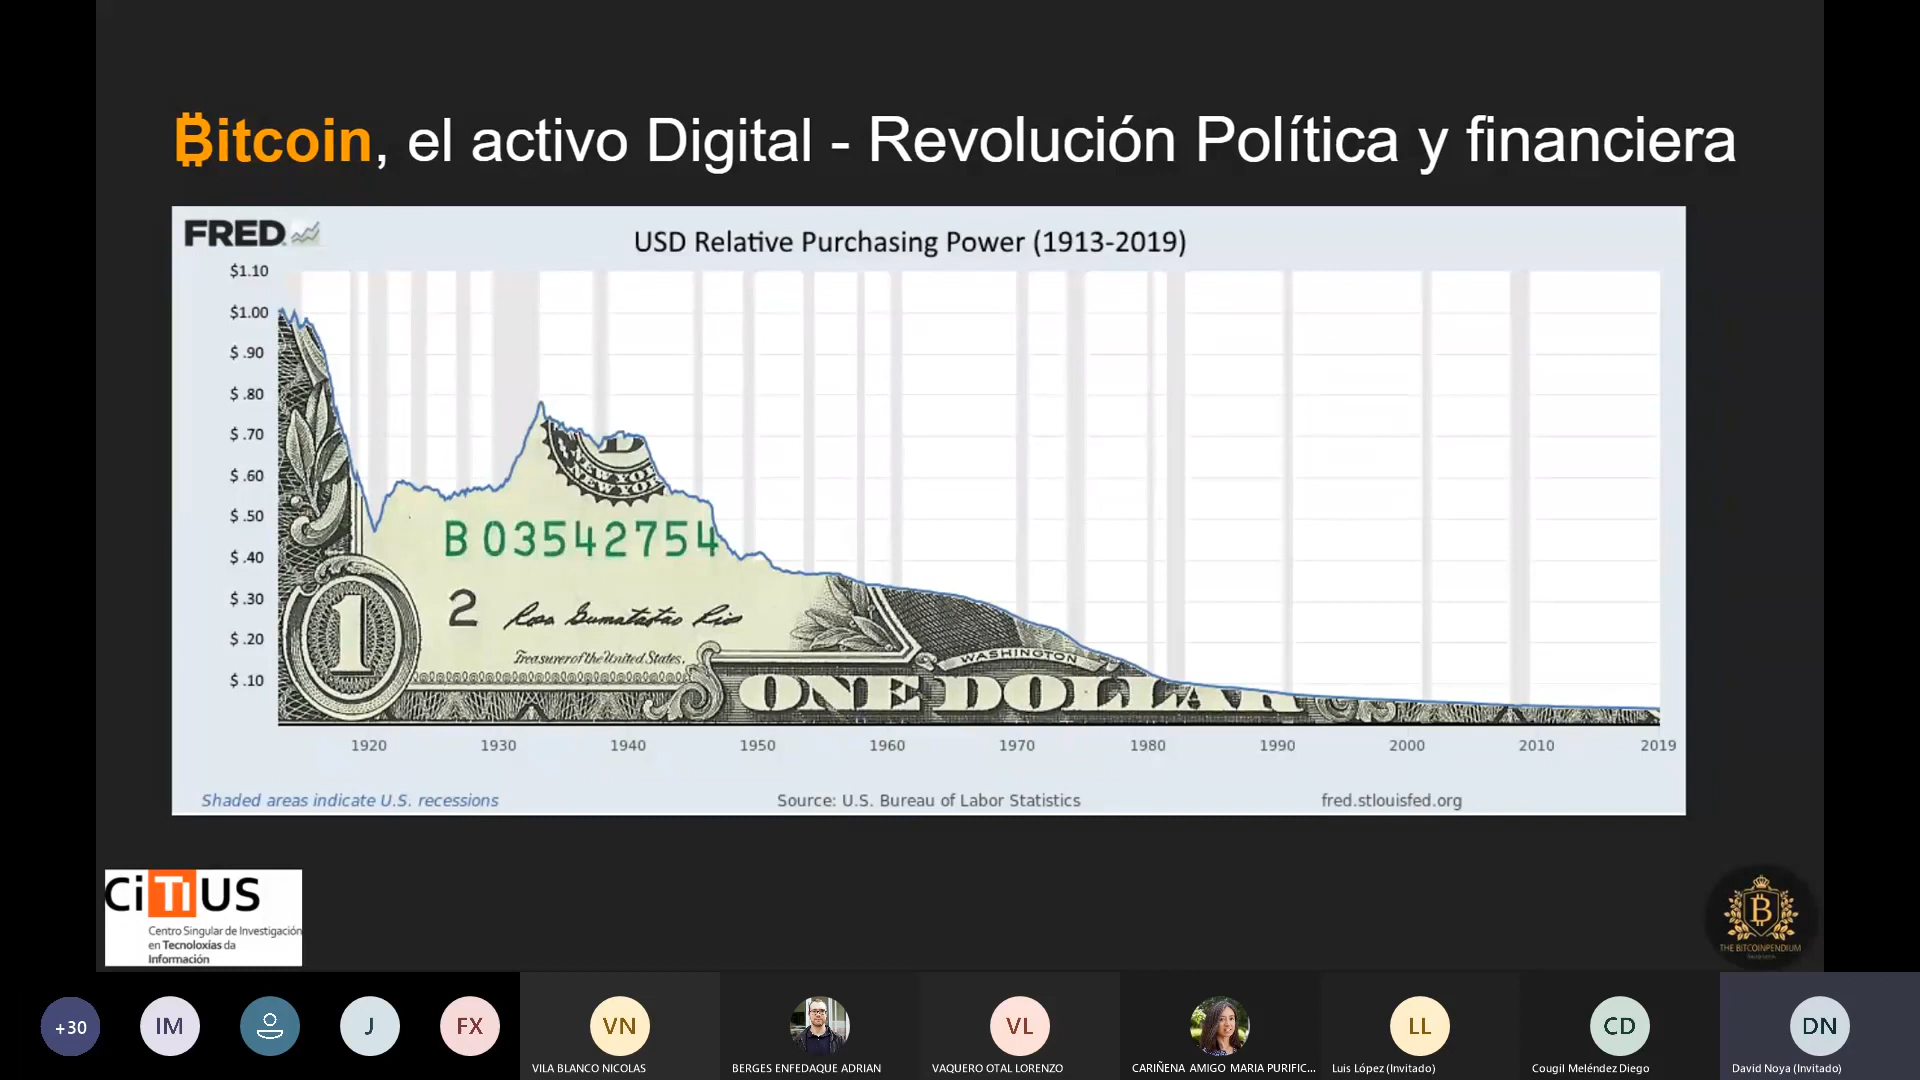 ₿itcoin, el activo Digital - Revolución Política y financiera
FRED
USD Relative Purchasing Power (1913-2019)
$1.10
$1.00
$ .90
$ .80
$ .70
$ .60
$ .50
$ .40
$ .30
$ .20
$ .10
D
NEW YO
NEW YO
B 03542754
2
1
Treasurer of the United States.
WASHINGTON
ONE DOLLAR
1920 1930 1940 1950 1960 1970 1980 1990 2000 2010 2019
Shaded areas indicate U.S. recessions Source: U.S. Bureau of Labor Statistics fred.stlouisfed.org
CiTIUS
Centro Singular de Investigación
en Tecnoloxías da
Información
B
THE BITCOINPENDIUM
+30 IM J FX VN VL LL CD DN
VILA BLANCO NICOLAS BERGES ENFEDAQUE ADRIAN VAQUERO OTAL LORENZO CARIÑENA AMIGO MARIA PURIFIC... Luis López (Invitado) Cougil Meléndez Diego David Noya (Invitado)